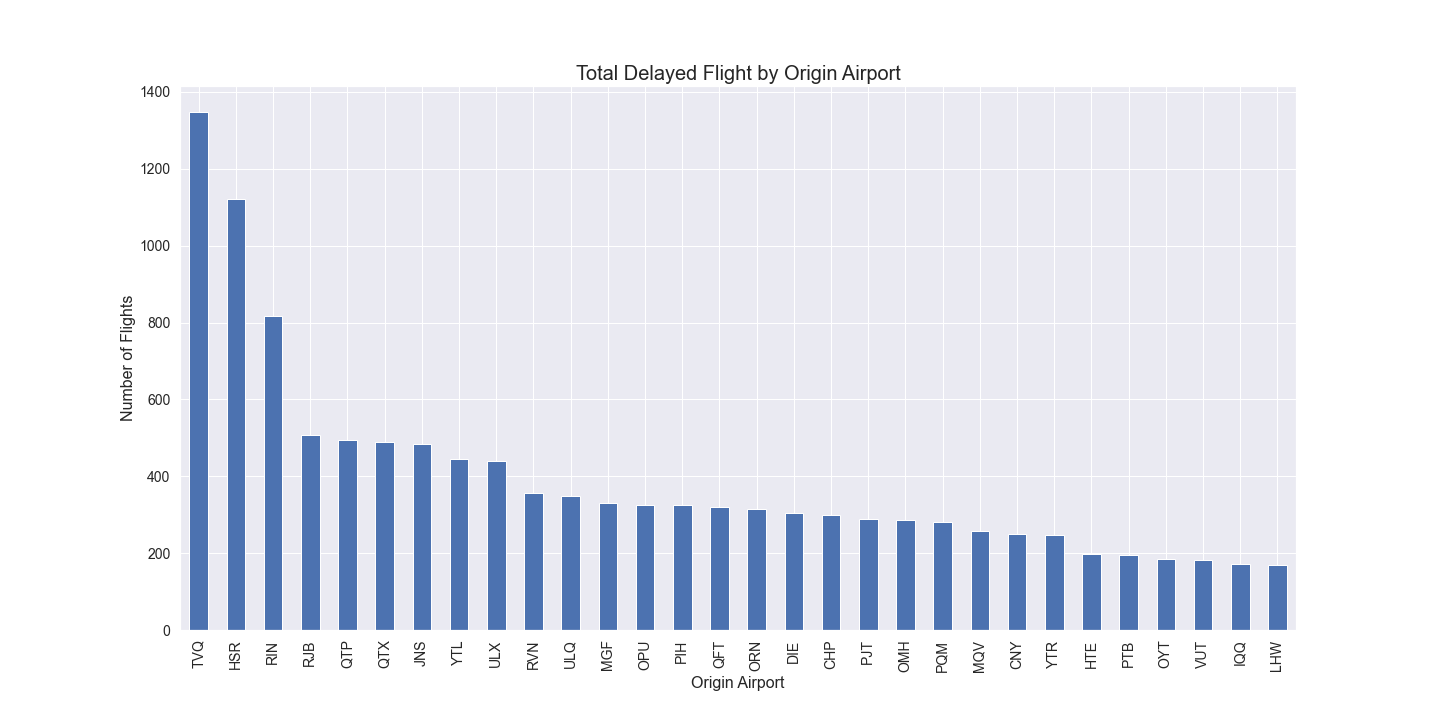 Total Delayed Flight by Origin Airport
1400
1200
1000
800
600
400
200
0
Number of Flights
TVQ
HSR
RIN
RJB
QTP
QTX
JNS
YTL
ULX
RVN
ULQ
MGF
OPU
PIH
QFT
ORN
DIE
CHP
PJT
OMH
PQM
MQV
CNY
YTR
HTE
PTB
OYT
VUT
IQQ
LHW
Origin Airport